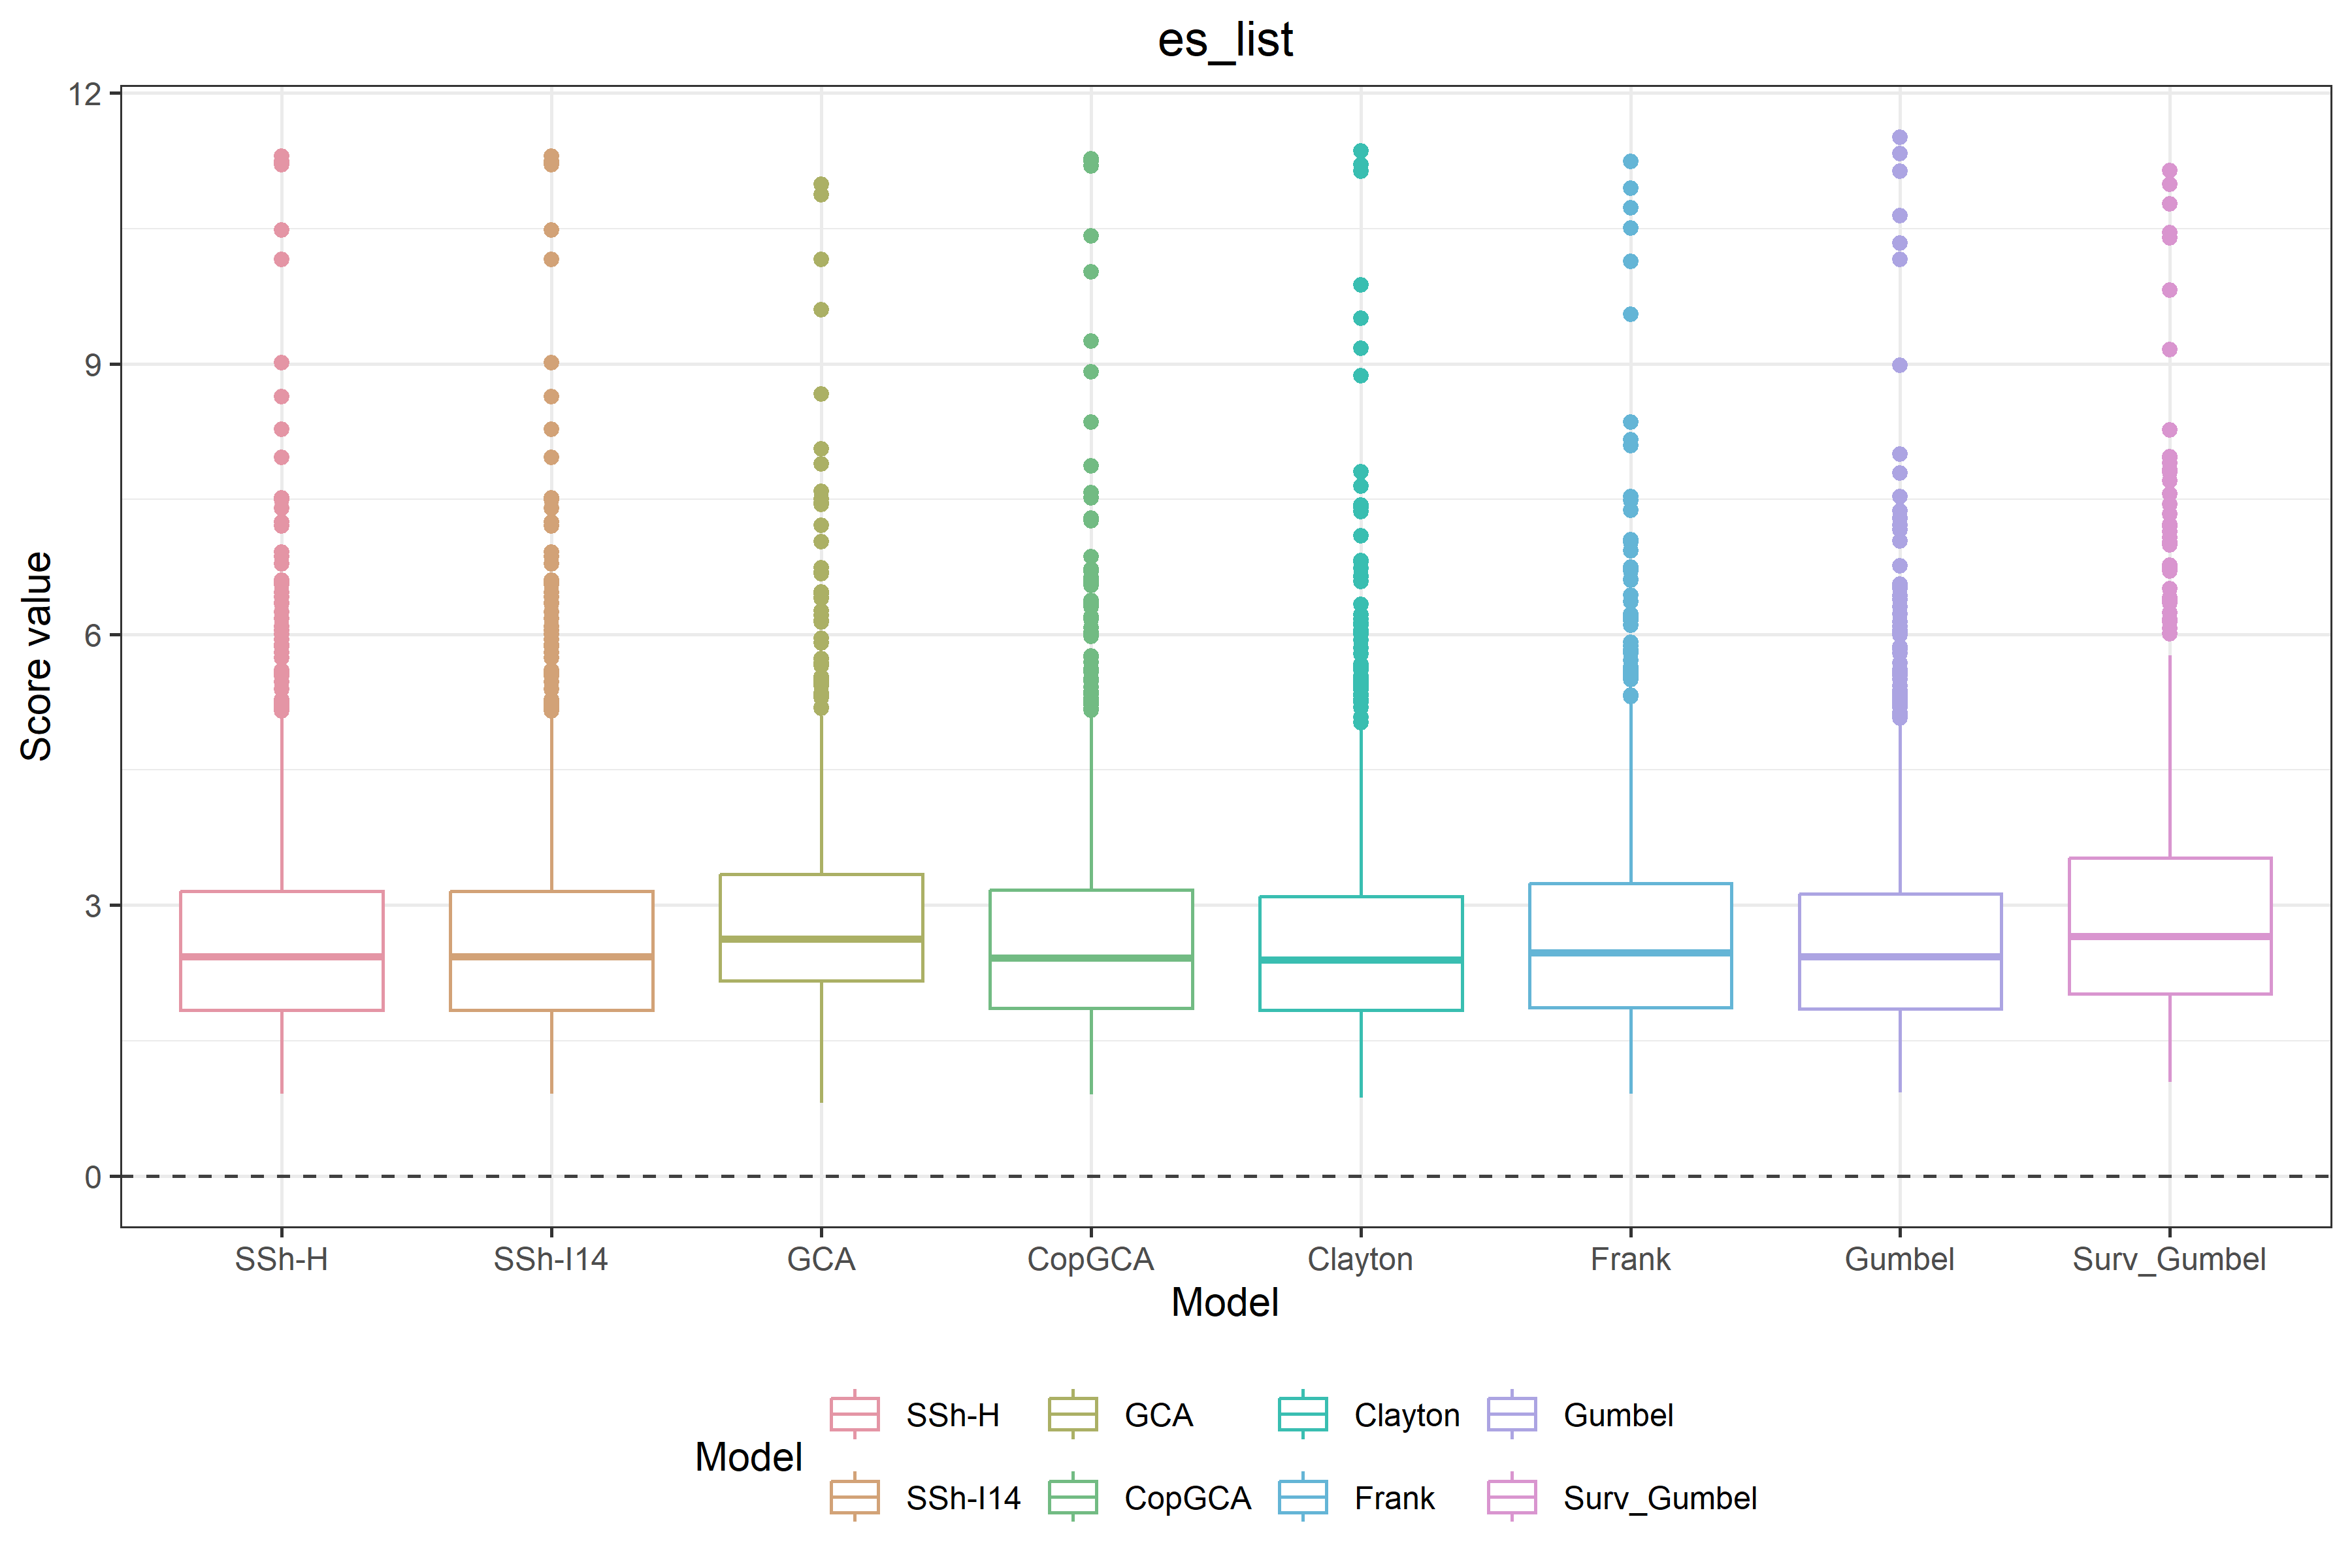 es_list
12
9
6
3
0
Score value
SSh-H SSh-I14 GCA CopGCA Clayton Frank Gumbel Surv_Gumbel
Model
Model
SSh-H GCA Clayton Gumbel
SSh-I14 CopGCA Frank Surv_Gumbel